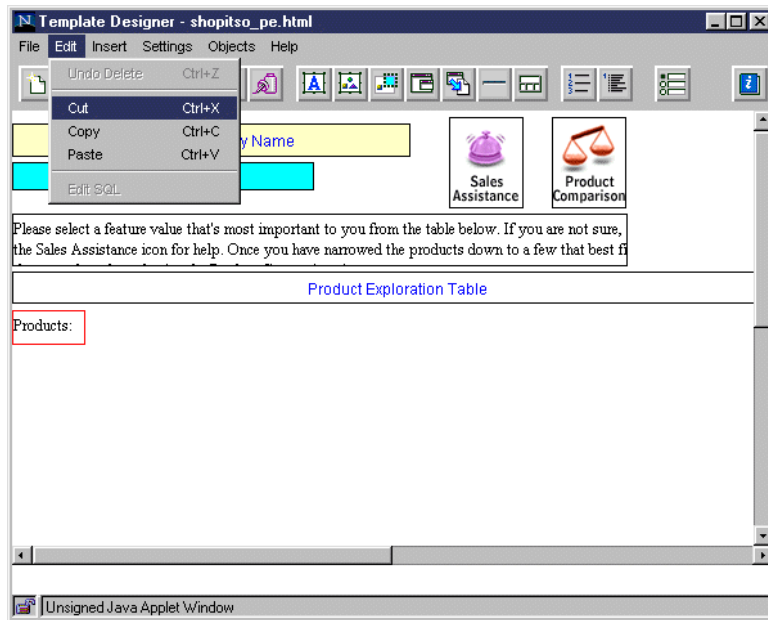 Template Designer - shopitso_pe.html
File Edit Insert Settings Objects Help
Undo Delete Ctrl+Z
Cut Ctrl+X
Copy Ctrl+C
Paste Ctrl+V
Edit SQL
y Name
Sales
Assistance
Product
Comparison
Please select a feature value that's most important to you from the table below. If you are not sure,
the Sales Assistance icon for help. Once you have narrowed the products down to a few that best fi
Product Exploration Table
Products:
Unsigned Java Applet Window